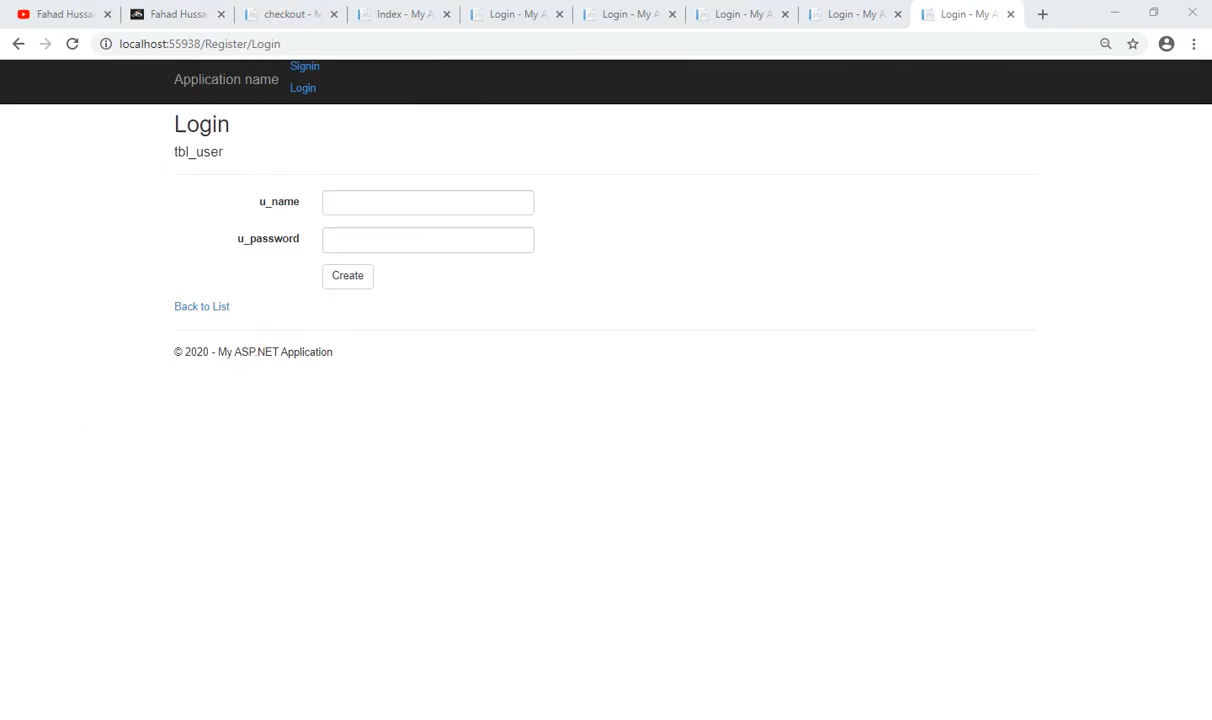 Fahad Hussa
Fahad Hussa
checkout - M
Index - My A
Login - My A
Login - My A
Login - My A
Login - My A
Login - My A
localhost:55938/Register/Login
Application name
Signin
Login
Login
tbl_user
u_name
u_password
Create
Back to List
© 2020 - My ASP.NET Application